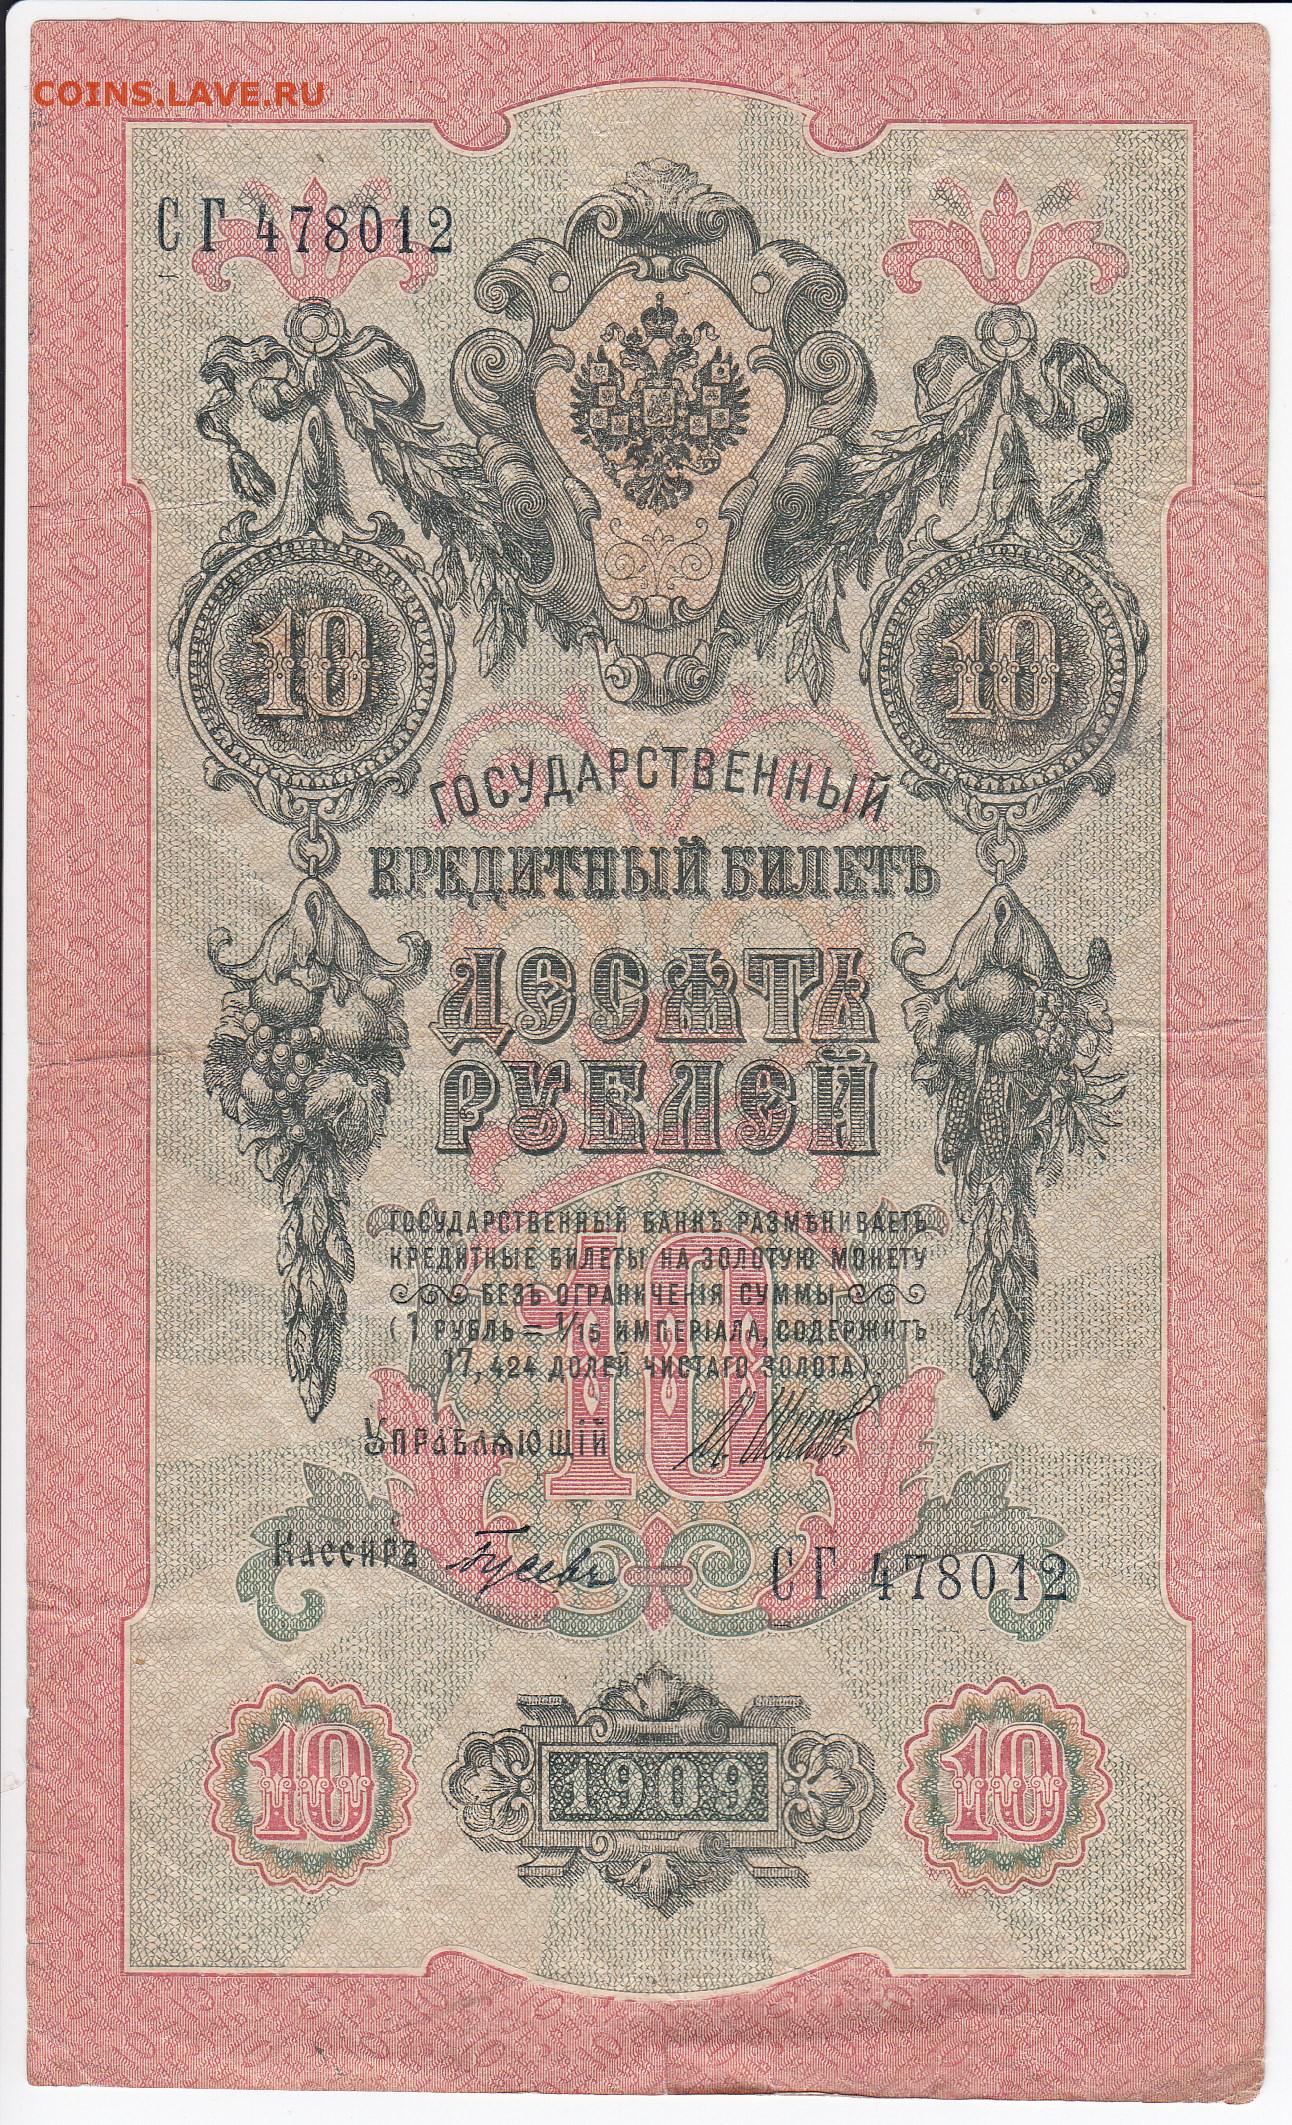 COINS.LAVE.RU
СГ 478012
10 10
ГОСУДАРСТВЕННЫЙ
КРЕДИТНЫЙ БИЛЕТЪ
ДЕСЯТЬ
РУБЛЕЙ
ГОСУДАРСТВЕННЫЙ БАНКЪ РАЗМѢНИВАЕТЪ
КРЕДИТНЫЕ БИЛЕТЫ НА ЗОЛОТУЮ МОНЕТУ
БЕЗЪ ОГРАНИЧЕНІЯ СУММЫ
(1 РУБЛЬ = 1/15 ИМПЕРІАЛА, СОДЕРЖИТЪ
17,424 ДОЛЕЙ ЧИСТАГО ЗОЛОТА).
10
УПРАВЛЯЮЩІЙ
Кассиръ Гусевъ
СГ 478012
10 1909 10